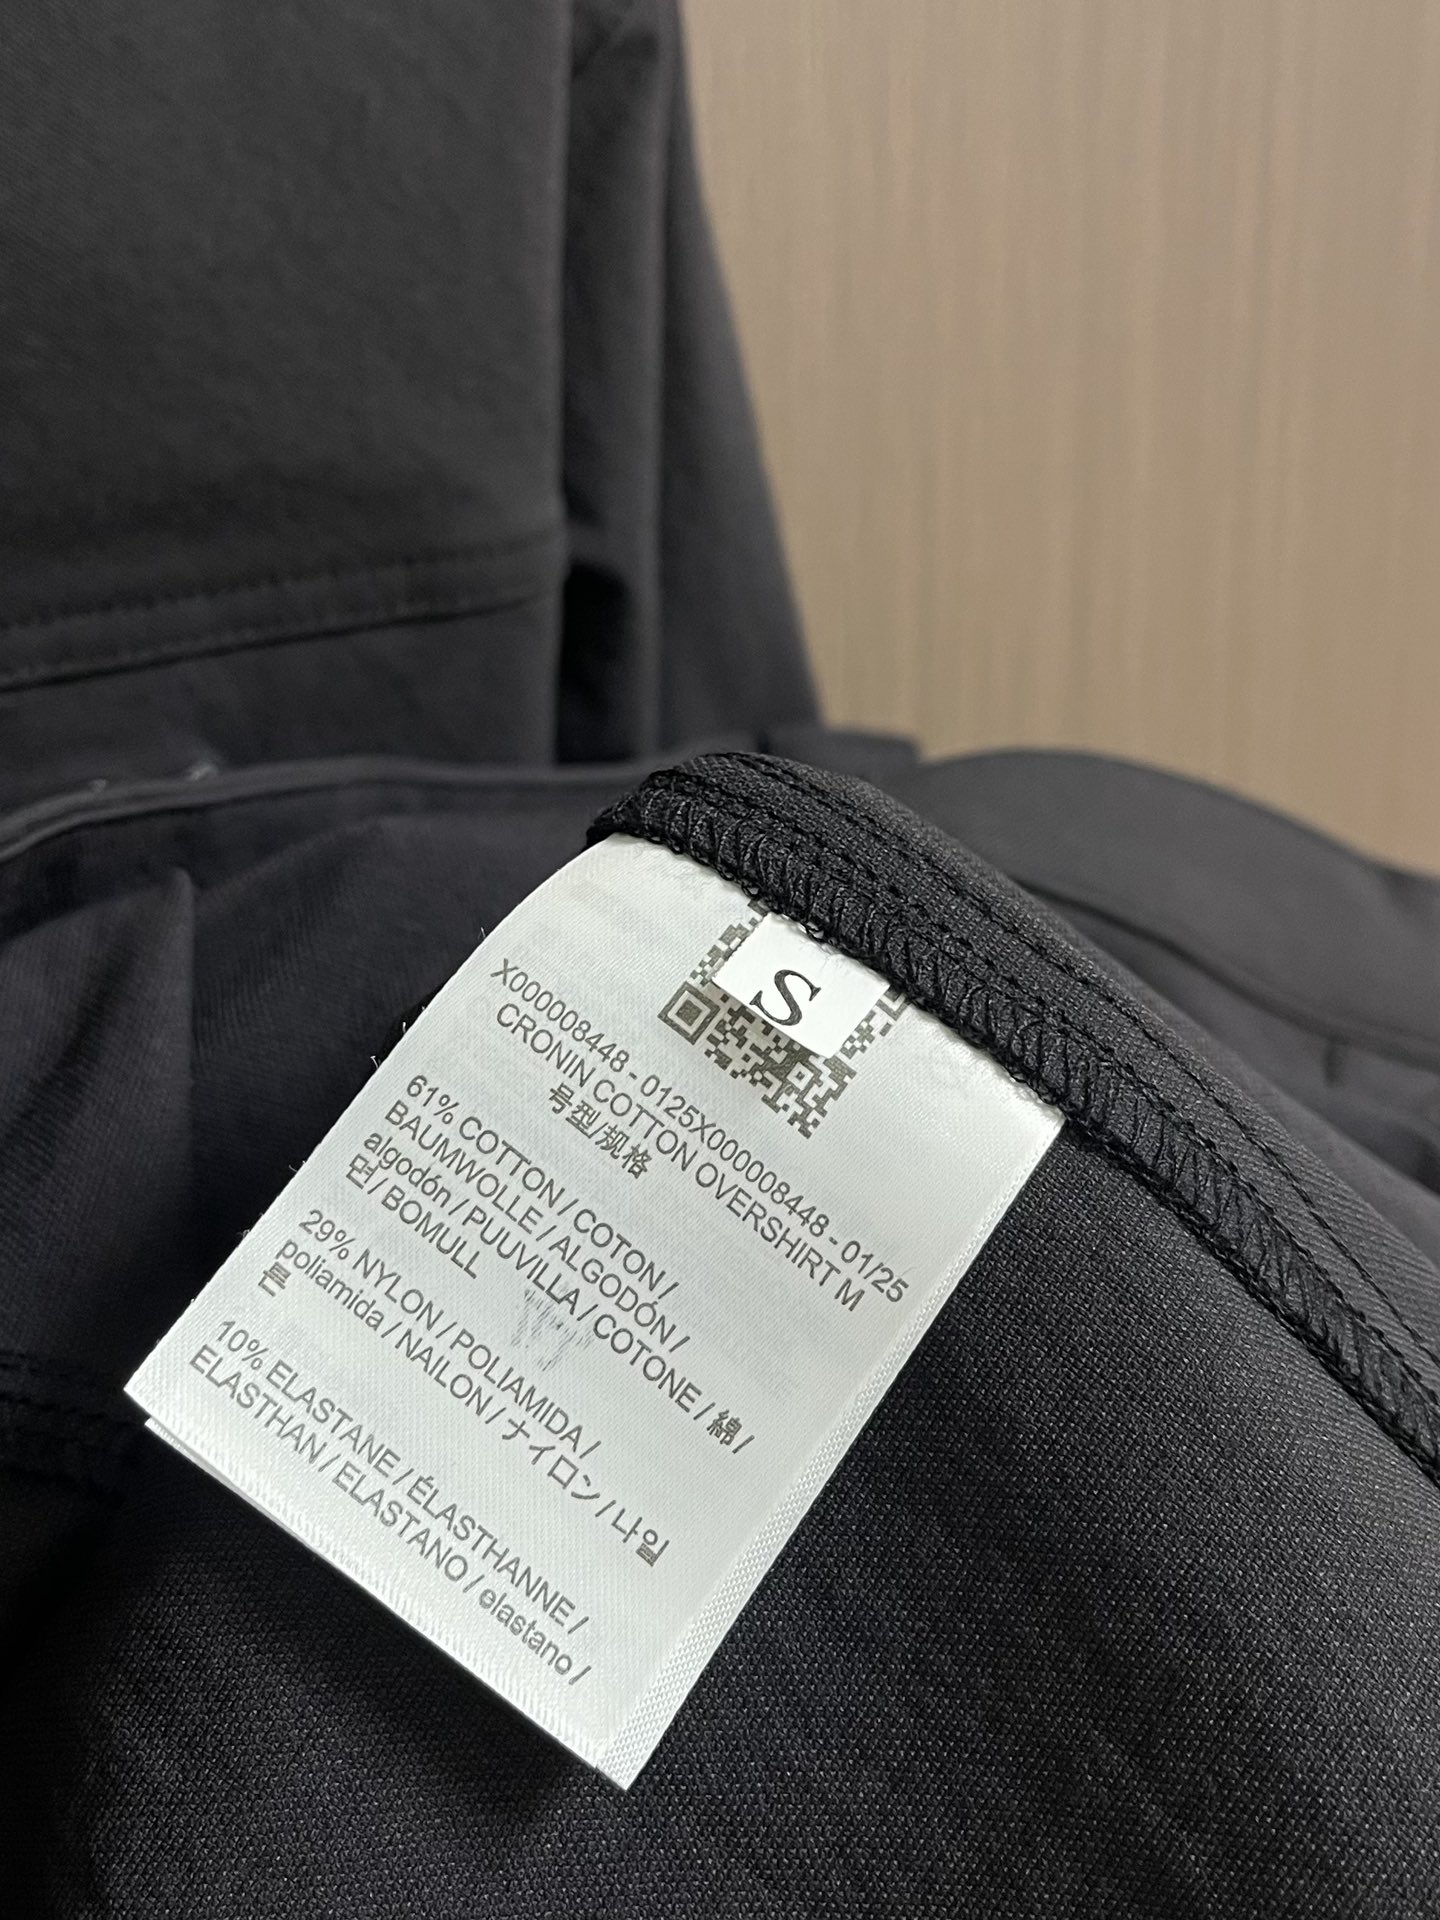 S
X000008448 - 0125X000008448 - 01/25
CRONIN COTTON OVERSHIRT M
号型/规格
61% COTTON / COTON /
BAUMWOLLE / ALGODÓN /
algodón / PUUVILLA / COTONE / 綿 /
면 / BOMULL
29% NYLON / POLIAMIDA /
poliamida / NAILON / ナイロン / 나일
론
10% ELASTANE / ÉLASTHANNE /
ELASTHAN / ELASTANO / elastano /